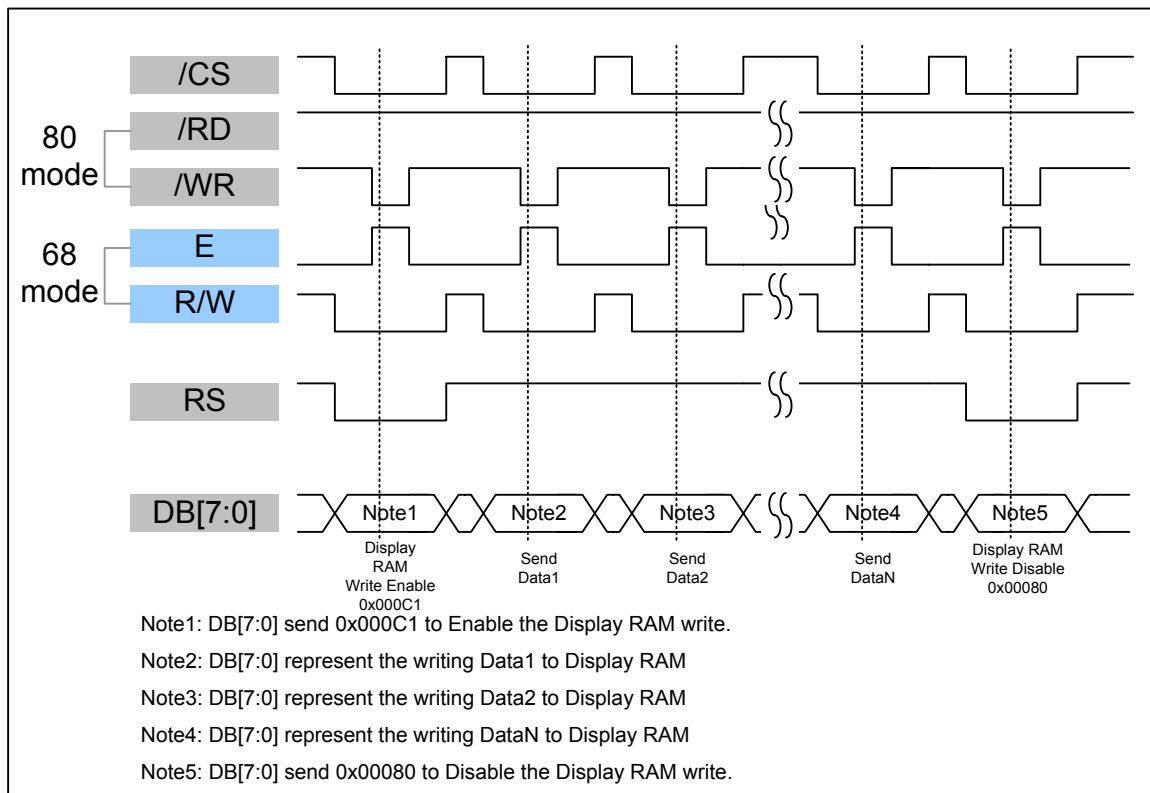 /CS
80
mode
/RD
/WR
68
mode
E
R/W
RS
DB[7:0]
Note1
Note2
Note3
Note4
Note5
Display
RAM
Write Enable
0x000C1
Send
Data1
Send
Data2
Send
DataN
Display RAM
Write Disable
0x00080
Note1: DB[7:0] send 0x000C1 to Enable the Display RAM write.
Note2: DB[7:0] represent the writing Data1 to Display RAM
Note3: DB[7:0] represent the writing Data2 to Display RAM
Note4: DB[7:0] represent the writing DataN to Display RAM
Note5: DB[7:0] send 0x00080 to Disable the Display RAM write.